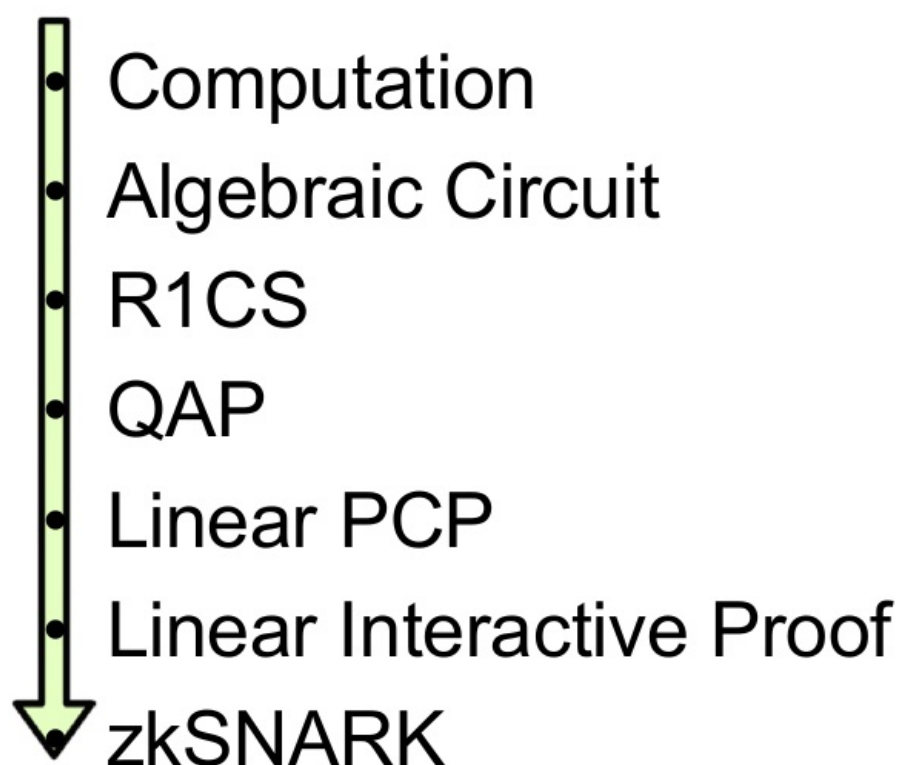 Computation
Algebraic Circuit
R1CS
QAP
Linear PCP
Linear Interactive Proof
zkSNARK